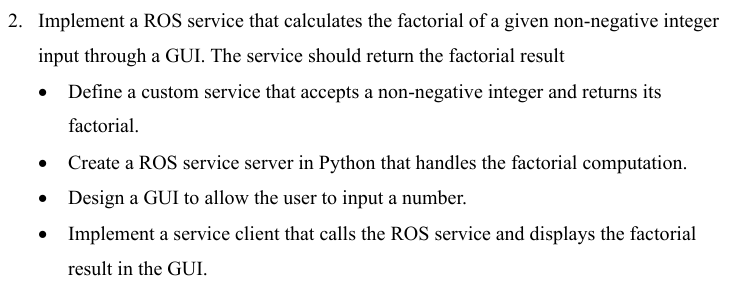 2. Implement a ROS service that calculates the factorial of a given non-negative integer
input through a GUI. The service should return the factorial result
• Define a custom service that accepts a non-negative integer and returns its
factorial.
• Create a ROS service server in Python that handles the factorial computation.
• Design a GUI to allow the user to input a number.
• Implement a service client that calls the ROS service and displays the factorial
result in the GUI.